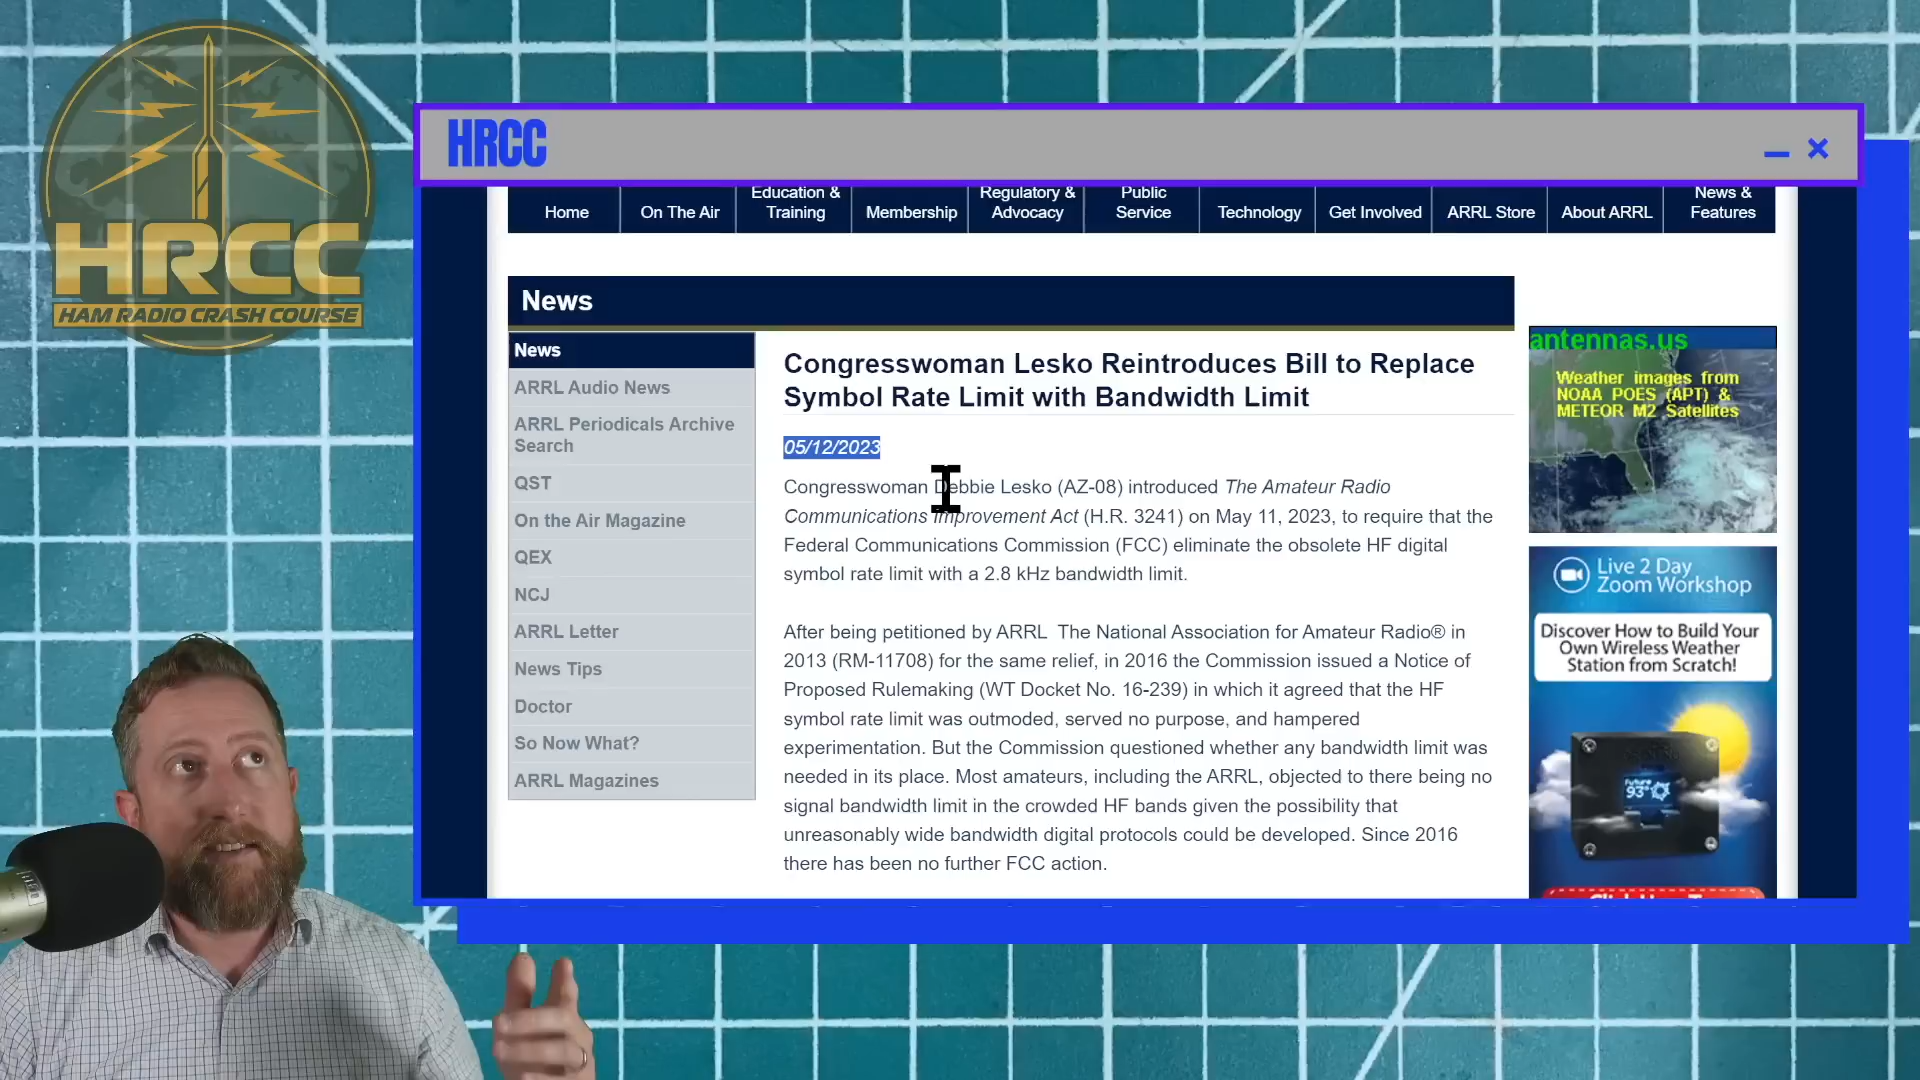 HRCC
HAM RADIO CRASH COURSE
HRCC
Home
On The Air
Education &
Training
Membership
Regulatory &
Advocacy
Public
Service
Technology
Get Involved
ARRL Store
About ARRL
News &
Features
News
News
ARRL Audio News
ARRL Periodicals Archive
Search
QST
On the Air Magazine
QEX
NCJ
ARRL Letter
News Tips
Doctor
So Now What?
ARRL Magazines
Congresswoman Lesko Reintroduces Bill to Replace
Symbol Rate Limit with Bandwidth Limit
05/12/2023
Congresswoman Debbie Lesko (AZ-08) introduced The Amateur Radio
Communications Improvement Act (H.R. 3241) on May 11, 2023, to require that the
Federal Communications Commission (FCC) eliminate the obsolete HF digital
symbol rate limit with a 2.8 kHz bandwidth limit.
After being petitioned by ARRL The National Association for Amateur Radio® in
2013 (RM-11708) for the same relief, in 2016 the Commission issued a Notice of
Proposed Rulemaking (WT Docket No. 16-239) in which it agreed that the HF
symbol rate limit was outmoded, served no purpose, and hampered
experimentation. But the Commission questioned whether any bandwidth limit was
needed in its place. Most amateurs, including the ARRL, objected to there being no
signal bandwidth limit in the crowded HF bands given the possibility that
unreasonably wide bandwidth digital protocols could be developed. Since 2016
there has been no further FCC action.
antennas.us
Weather images from
NOAA POES (APT) &
METEOR M2 Satellites
Live 2 Day
Zoom Workshop
Discover How to Build Your
Own Wireless Weather
Station from Scratch!
Future
93°